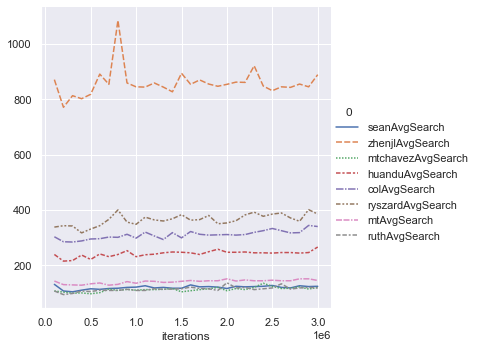 1000
800
600
400
200
0.0 0.5 1.0 1.5 2.0 2.5 3.0
iterations 1e6
0
seanAvgSearch
zhenjlAvgSearch
mtchavezAvgSearch
huanduAvgSearch
colAvgSearch
ryszardAvgSearch
mtAvgSearch
ruthAvgSearch